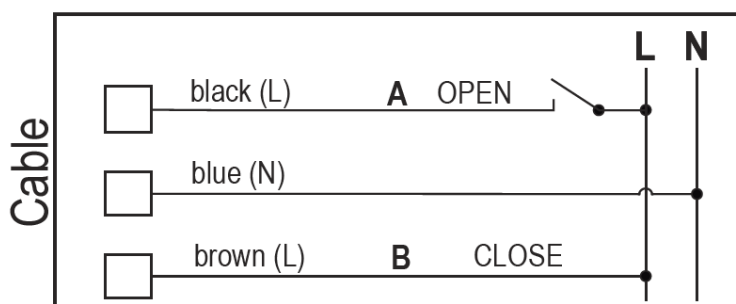 L N
black (L) A OPEN
blue (N)
brown (L) B CLOSE
Cable